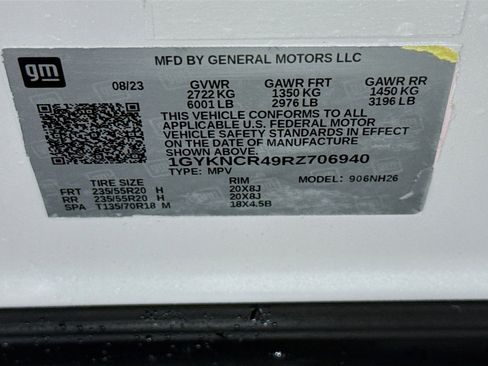 gm
MFD BY GENERAL MOTORS LLC
08/23 GVWR GAWR FRT GAWR RR
2722 KG 1350 KG 1450 KG
6001 LB 2976 LB 3196 LB
THIS VEHICLE CONFORMS TO ALL
APPLICABLE U.S. FEDERAL MOTOR
VEHICLE SAFETY STANDARDS IN EFFECT
ON THE DATE OF MANUFACTURE
SHOWN ABOVE.
1GYKNCR49RZ706940
TYPE: MPV MODEL: 906NH26
TIRE SIZE RIM
FRT 235/55R20 H 20X8J
RR 235/55R20 H 20X8J
SPA T135/70R18 M 18X4.5B